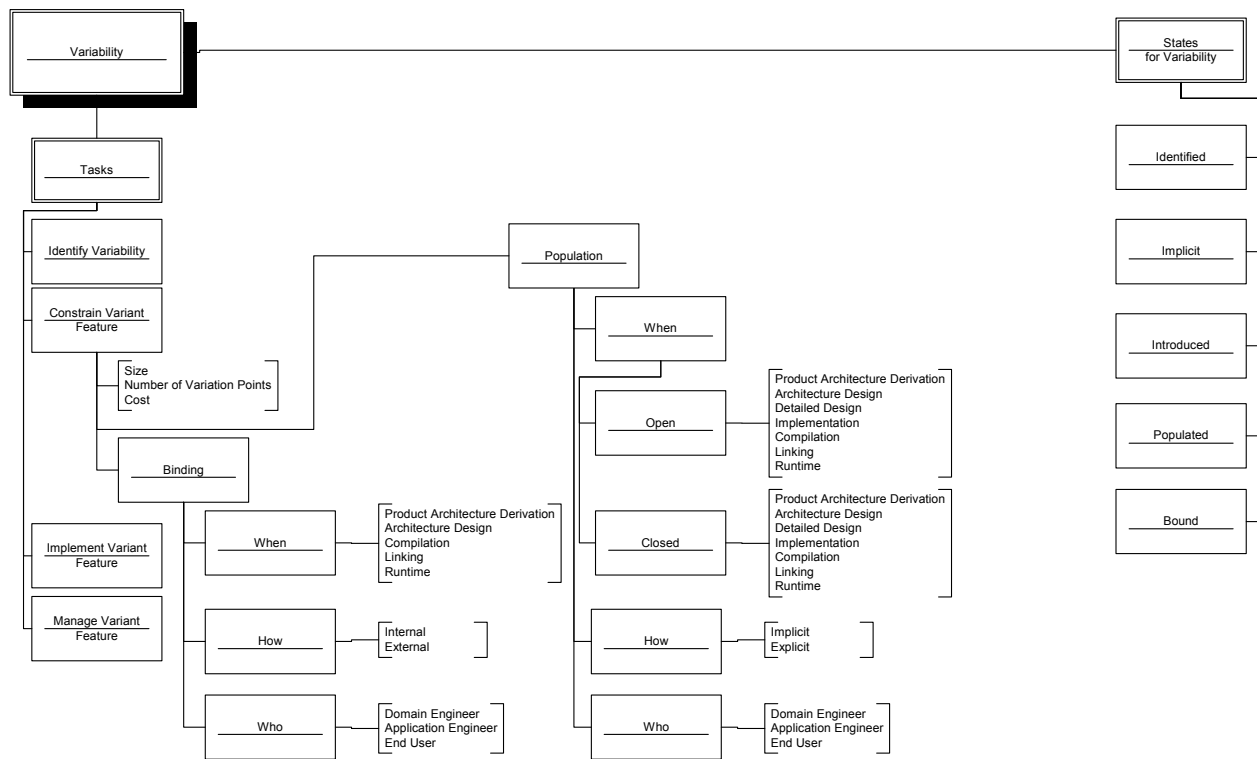 Variability
States
for Variability
Tasks
Identified
Identify Variability
Population
Implicit
Constrain Variant
Feature
When
Introduced
Size
Number of Variation Points
Cost
Product Architecture Derivation
Architecture Design
Detailed Design
Implementation
Compilation
Linking
Runtime
Open
Populated
Binding
Product Architecture Derivation
Architecture Design
Compilation
Linking
Runtime
When
Product Architecture Derivation
Architecture Design
Detailed Design
Implementation
Compilation
Linking
Runtime
Closed
Bound
Implement Variant
Feature
Manage Variant
Feature
How
Internal
External
How
Implicit
Explicit
Who
Domain Engineer
Application Engineer
End User
Who
Domain Engineer
Application Engineer
End User